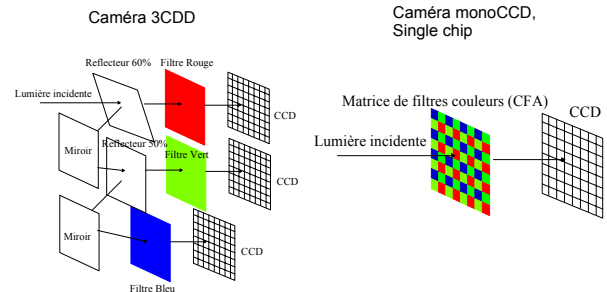 Caméra 3CDD
Reflecteur 60%
Filtre Rouge
Lumière incidente
CCD
Miroir
Reflecteur 50%
Filtre Vert
CCD
Miroir
CCD
Filtre Bleu
Caméra monoCCD,
Single chip
Matrice de filtres couleurs (CFA)
CCD
Lumière incidente